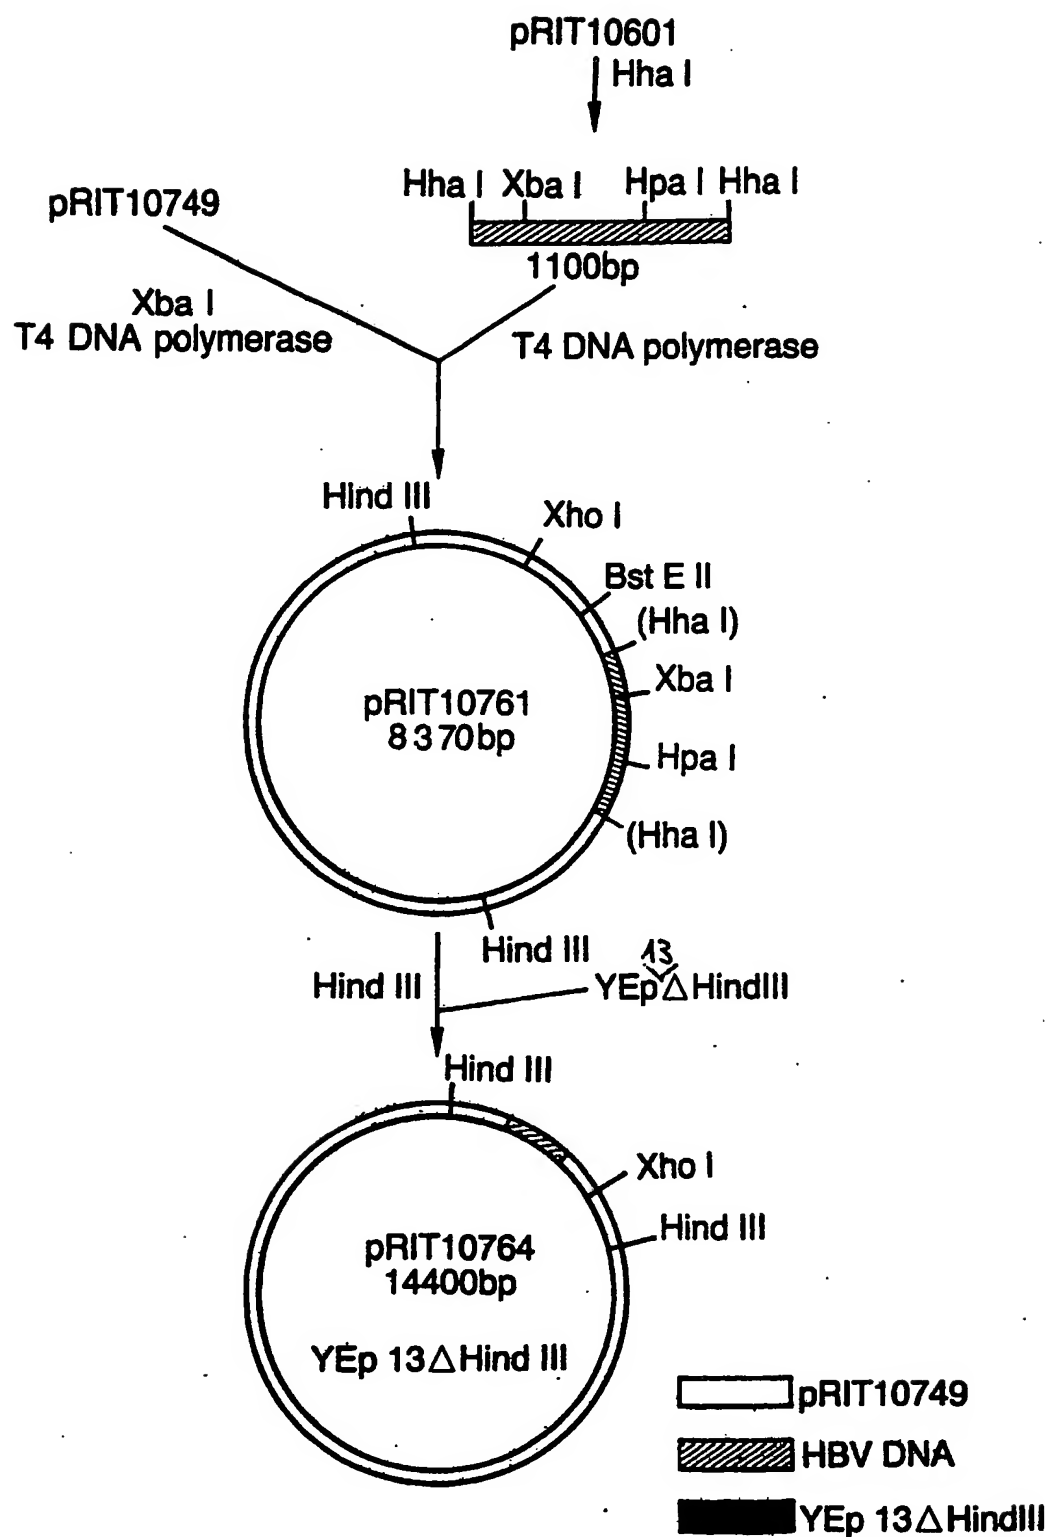 pRIT10601
Hha I
Hha I Xba I Hpa I Hha I
pRIT10749
1100bp
Xba I
T4 DNA polymerase
T4 DNA polymerase
Hind III
Xho I
Bst E II
(Hha I)
Xba I
pRIT10761
8370bp
Hpa I
(Hha I)
Hind III
13
Hind III
YEp △ HindIII
Hind III
Xho I
Hind III
pRIT10764
14400bp
YEp 13△Hind III
pRIT10749
HBV DNA
YEp 13△HindIII